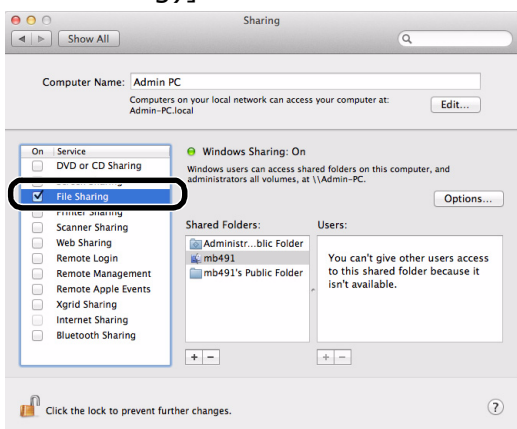 Sharing
Show All
Computer Name: Admin PC
Computers on your local network can access your computer at:
Admin-PC.local
Edit...
On Service
DVD or CD Sharing
File Sharing
Printer Sharing
Scanner Sharing
Web Sharing
Remote Login
Remote Management
Remote Apple Events
Xgrid Sharing
Internet Sharing
Bluetooth Sharing
Windows Sharing: On
Windows users can access shared folders on this computer, and
administrators all volumes, at \\Admin-PC.
Options...
Shared Folders:
Administr...blic Folder
mb491
mb491's Public Folder
Users:
You can't give other users access
to this shared folder because it
isn't available.
+ −
+ −
Click the lock to prevent further changes.
?